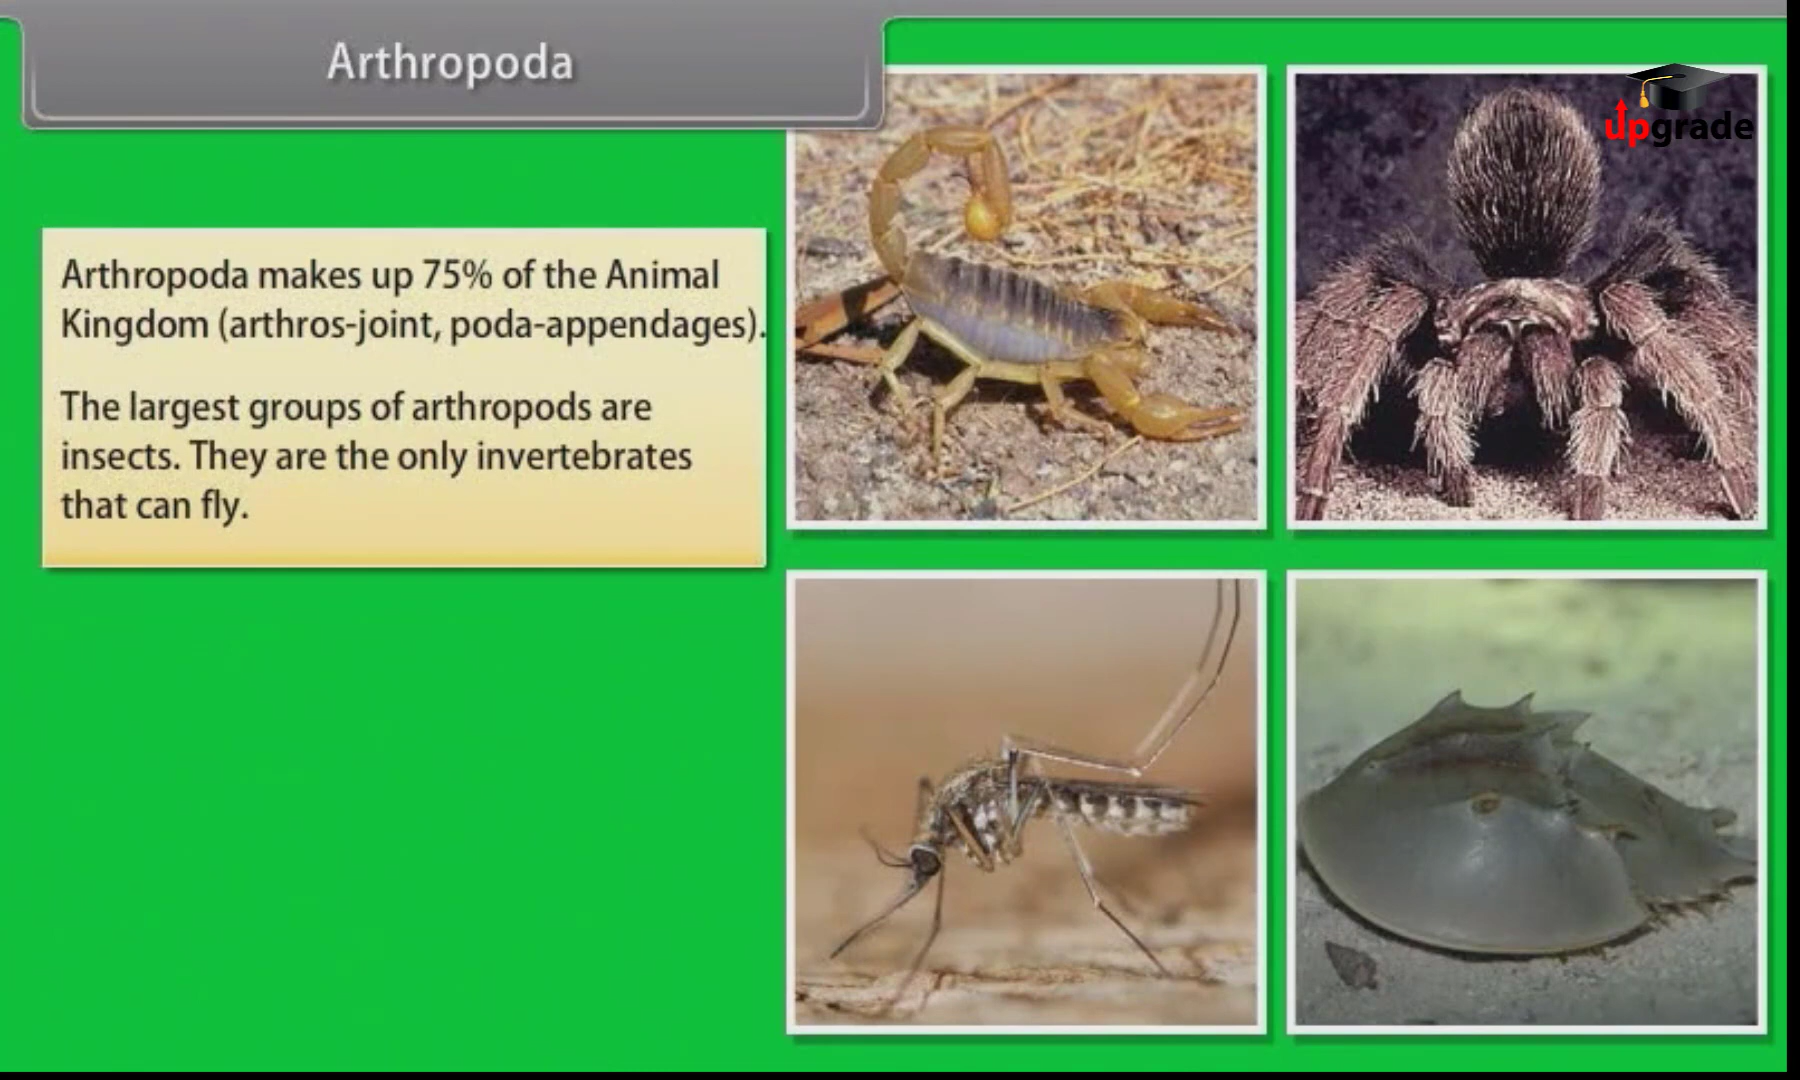 Arthropoda
upgrade
Arthropoda makes up 75% of the Animal
Kingdom (arthros-joint, poda-appendages).
The largest groups of arthropods are
insects. They are the only invertebrates
that can fly.